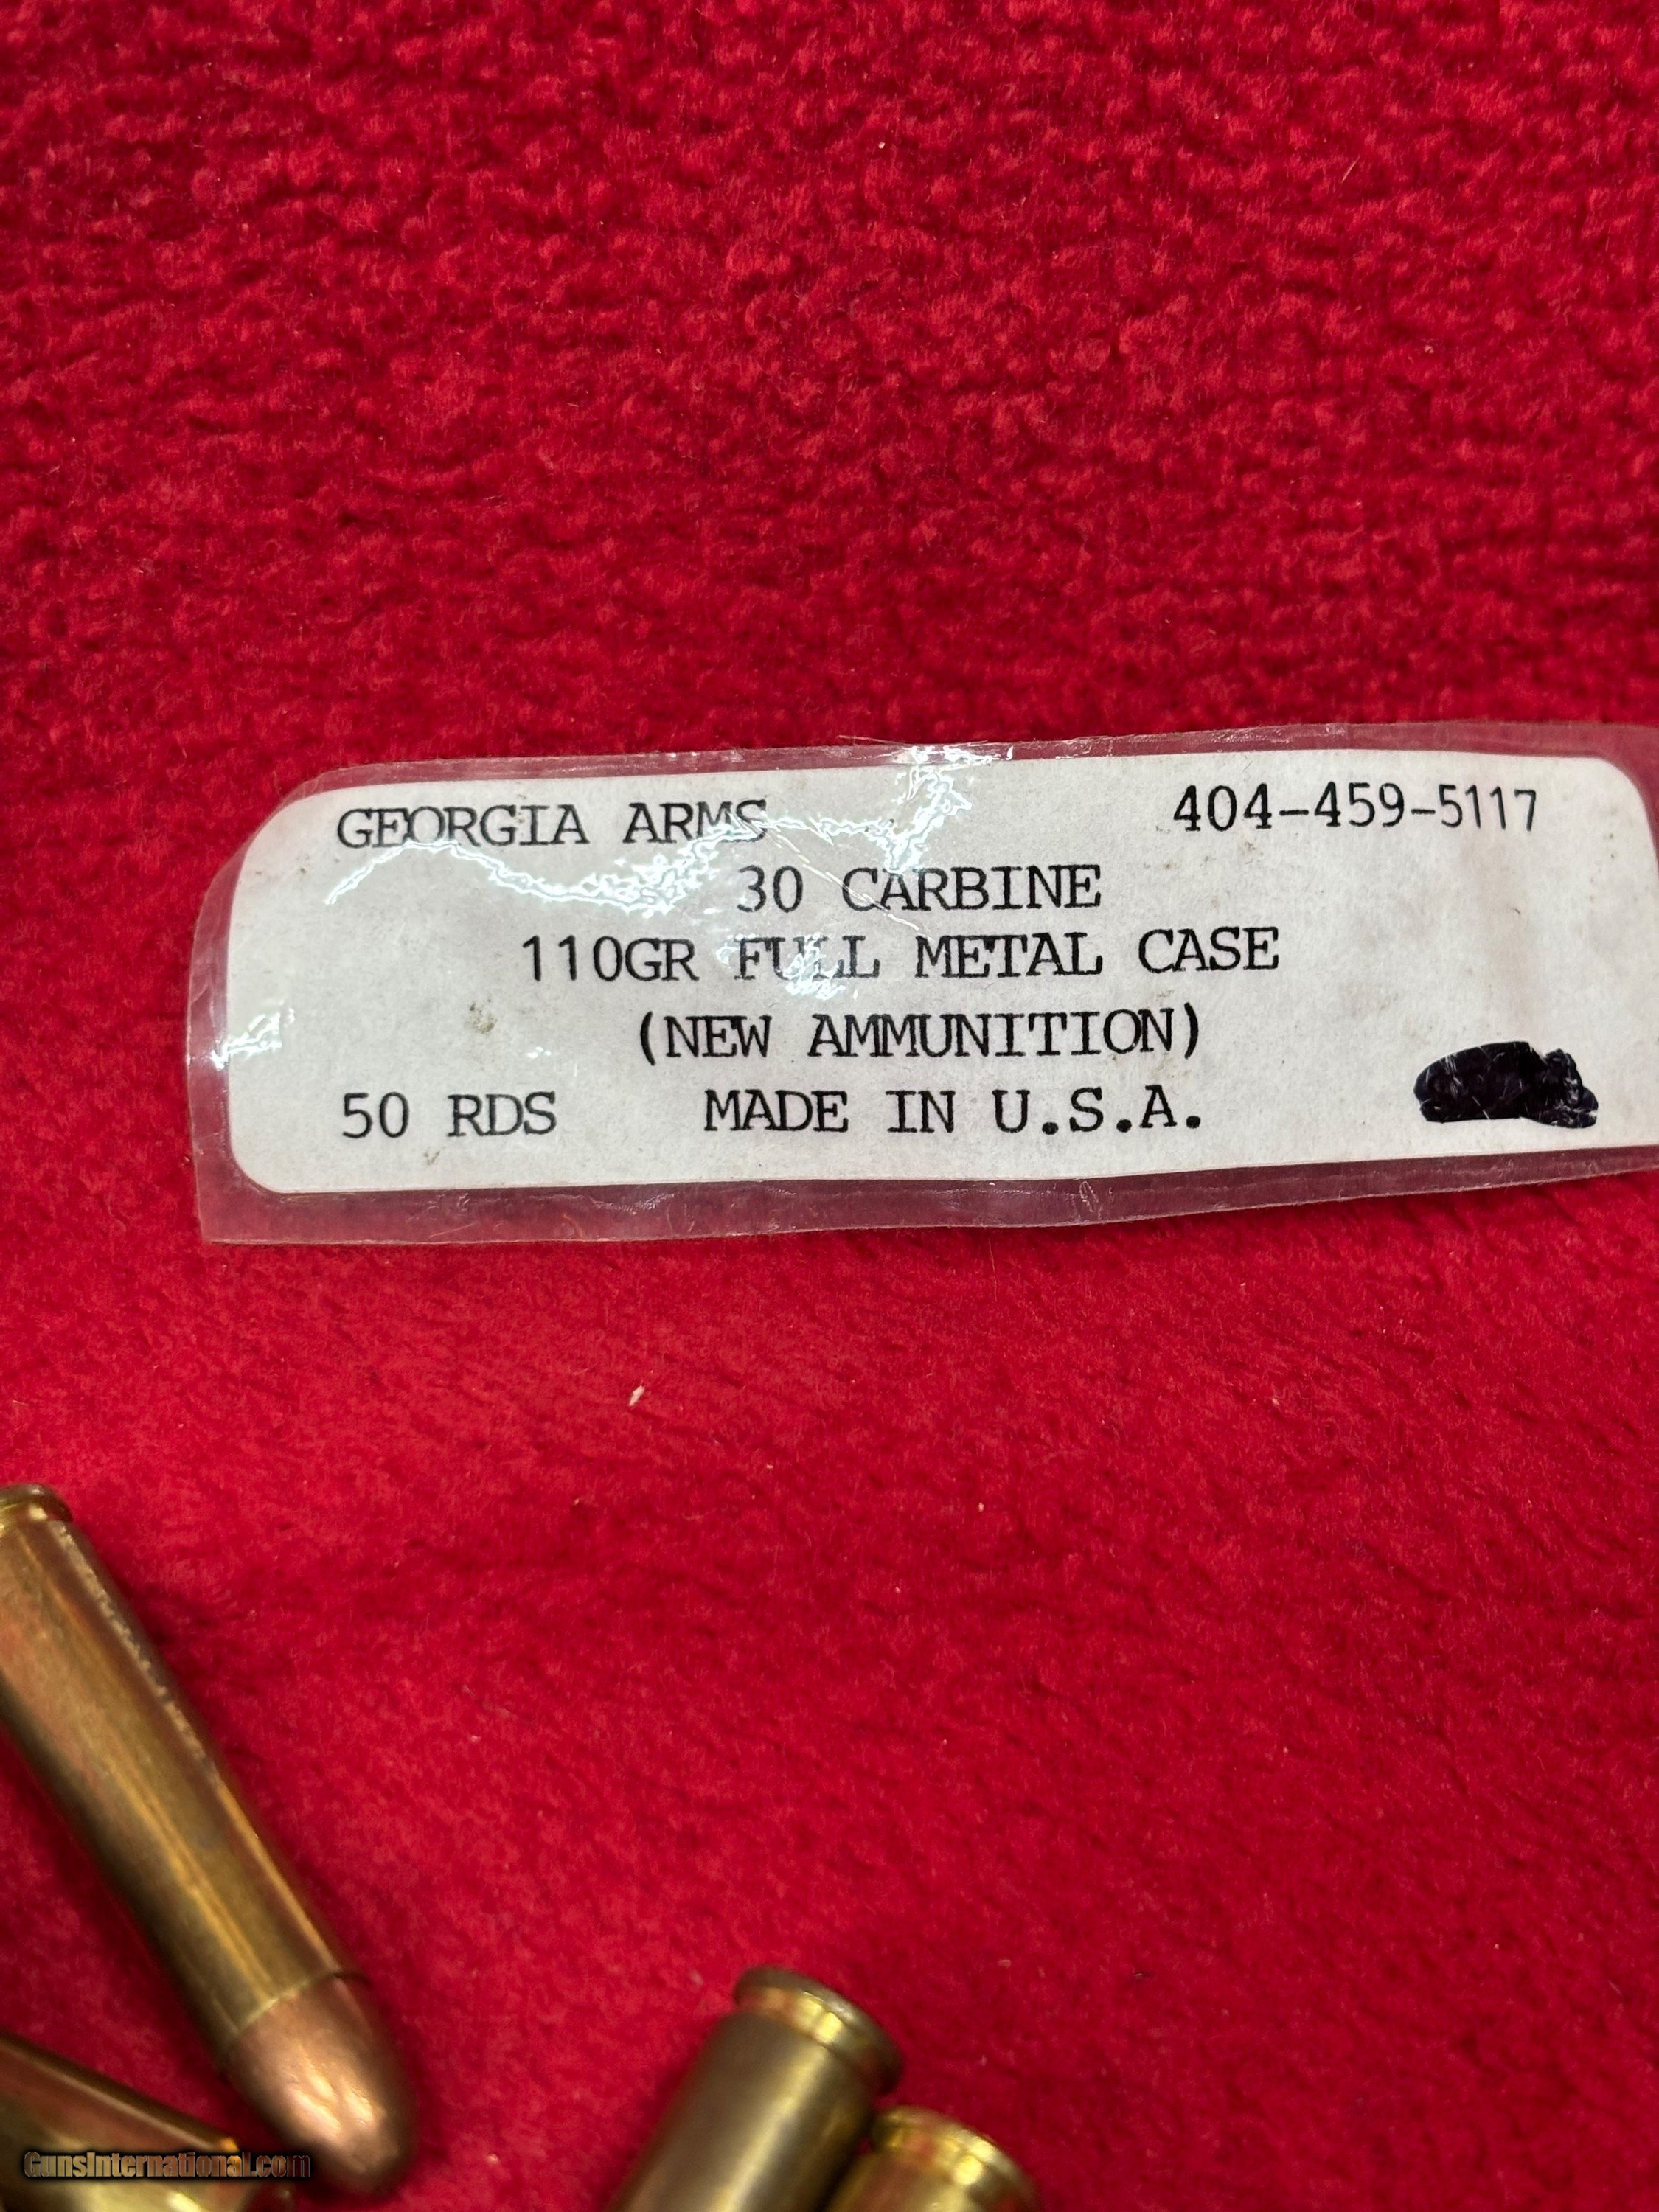 GEORGIA ARMS 404-459-5117
30 CARBINE
110GR FULL METAL CASE
(NEW AMMUNITION)
50 RDS MADE IN U.S.A.
GunsInternational.com